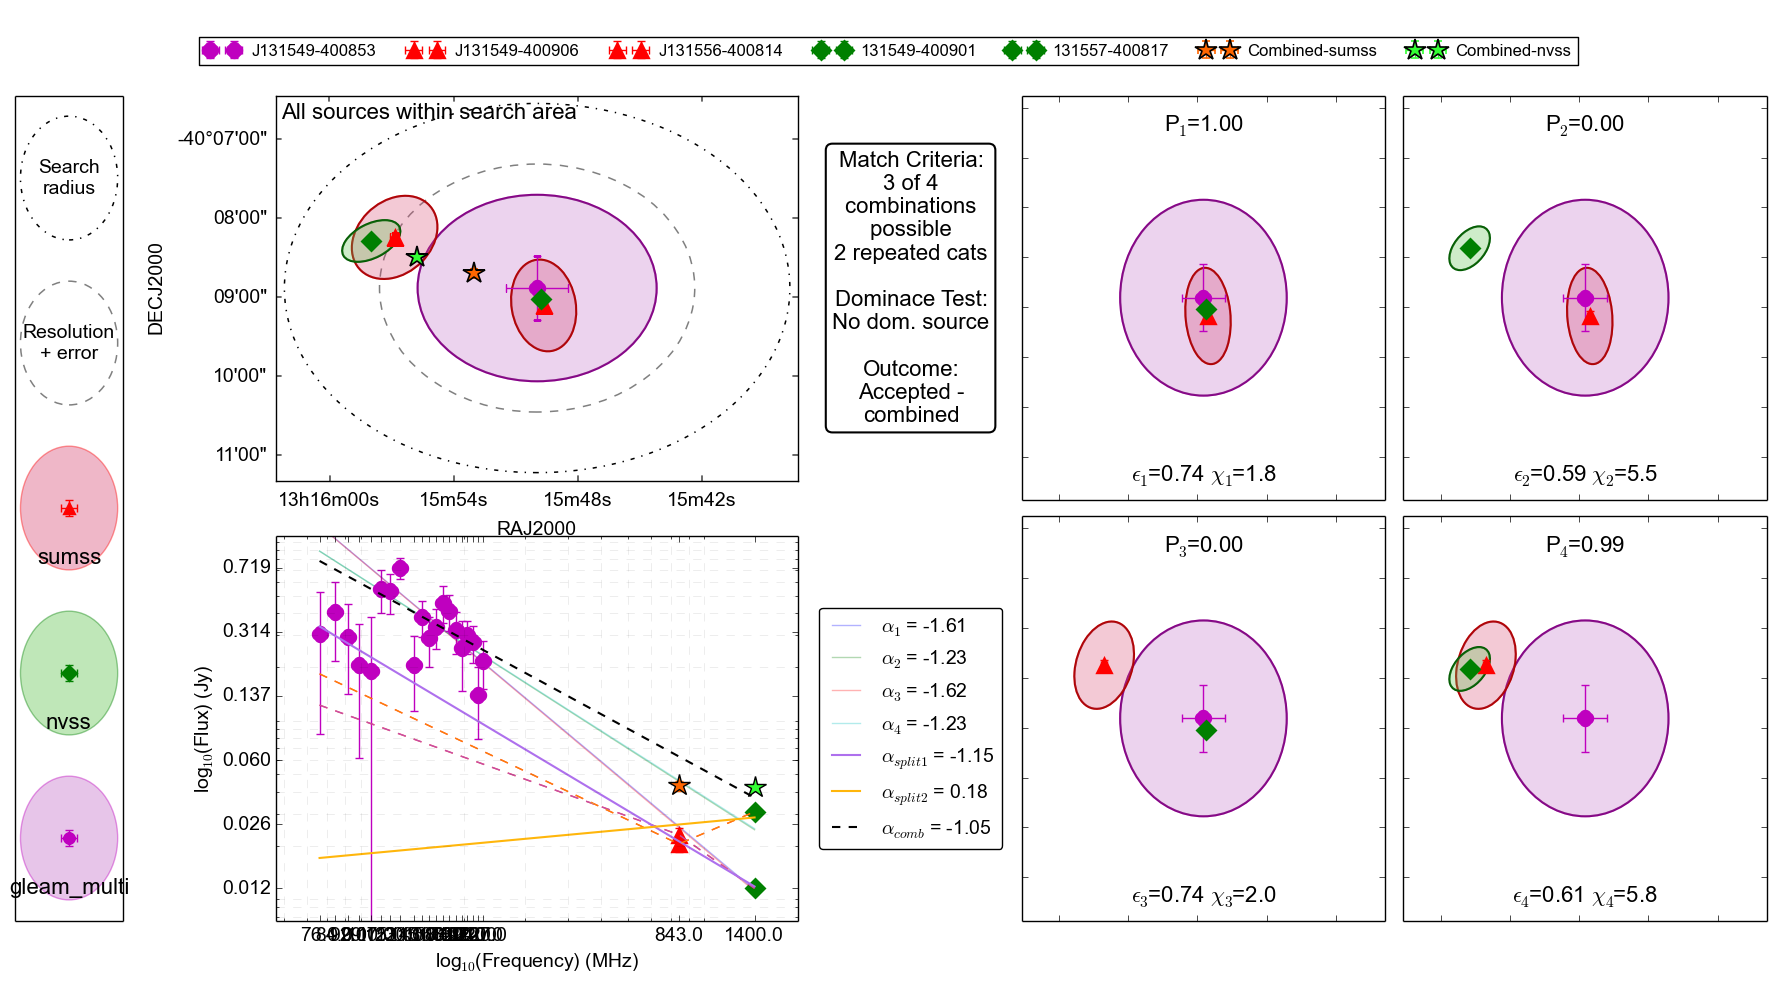 J131549-400853 J131549-400906 J131556-400814 131549-400901 131557-400817 Combined-sumss Combined-nvss
Search
radius
Resolution
+ error
sumss
nvss
gleam_multi
All sources within search area
DECJ2000
-40°07'00"
08'00"
09'00"
10'00"
11'00"
13h16m00s 15m54s 15m48s 15m42s
RAJ2000
Match Criteria:
3 of 4
combinations
possible
2 repeated cats
Dominace Test:
No dom. source
Outcome:
Accepted -
combined
P1=1.00
ϵ1=0.74 χ1=1.8
P2=0.00
ϵ2=0.59 χ2=5.5
P3=0.00
ϵ3=0.74 χ3=2.0
P4=0.99
ϵ4=0.61 χ4=5.8
log10(Flux) (Jy)
0.719
0.314
0.137
0.060
0.026
0.012
843.0 1400.0
log10(Frequency) (MHz)
α1 = -1.61
α2 = -1.23
α3 = -1.62
α4 = -1.23
αsplit1 = -1.15
αsplit2 = 0.18
αcomb = -1.05